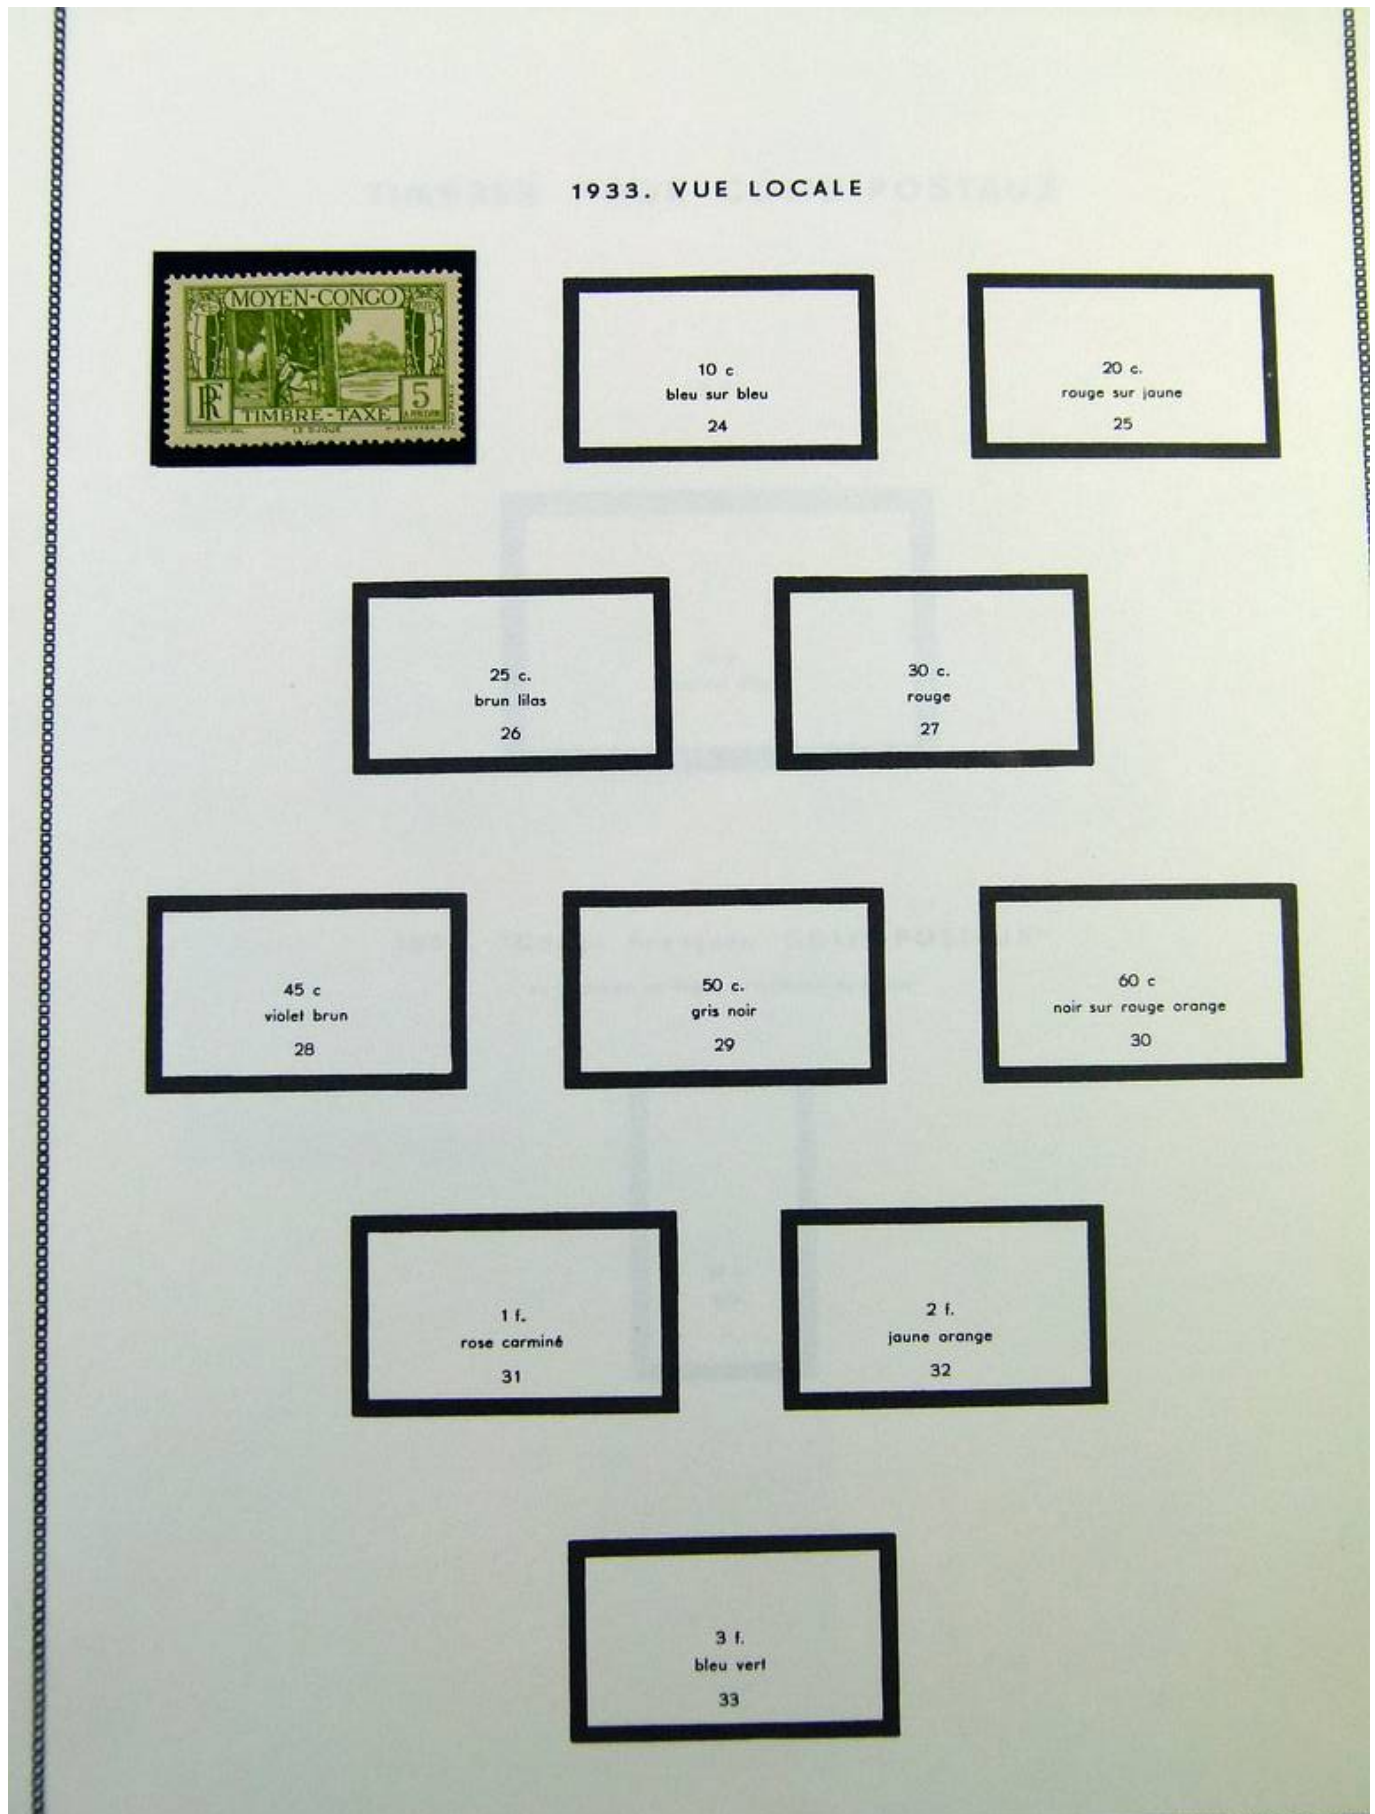 1933. VUE LOCALE
MOYEN-CONGO
RF
5
TIMBRE-TAXE
10 c
bleu sur bleu
24
20 c.
rouge sur jaune
25
25 c.
brun lilas
26
30 c.
rouge
27
45 c
violet brun
28
50 c.
gris noir
29
60 c
noir sur rouge orange
30
1 f.
rose carminé
31
2 f.
jaune orange
32
3 f.
bleu vert
33